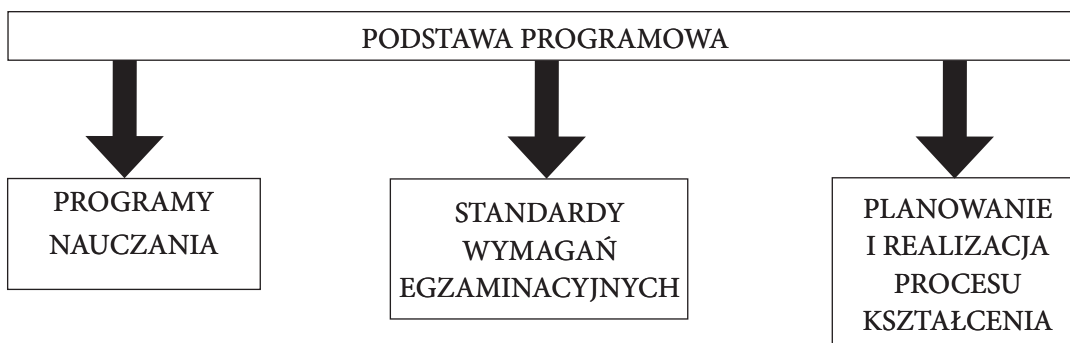 PODSTAWA PROGRAMOWA
PROGRAMY
NAUCZANIA
STANDARDY
WYMAGAŃ
EGZAMINACYJNYCH
PLANOWANIE
I REALIZACJA
PROCESU
KSZTAŁCENIA